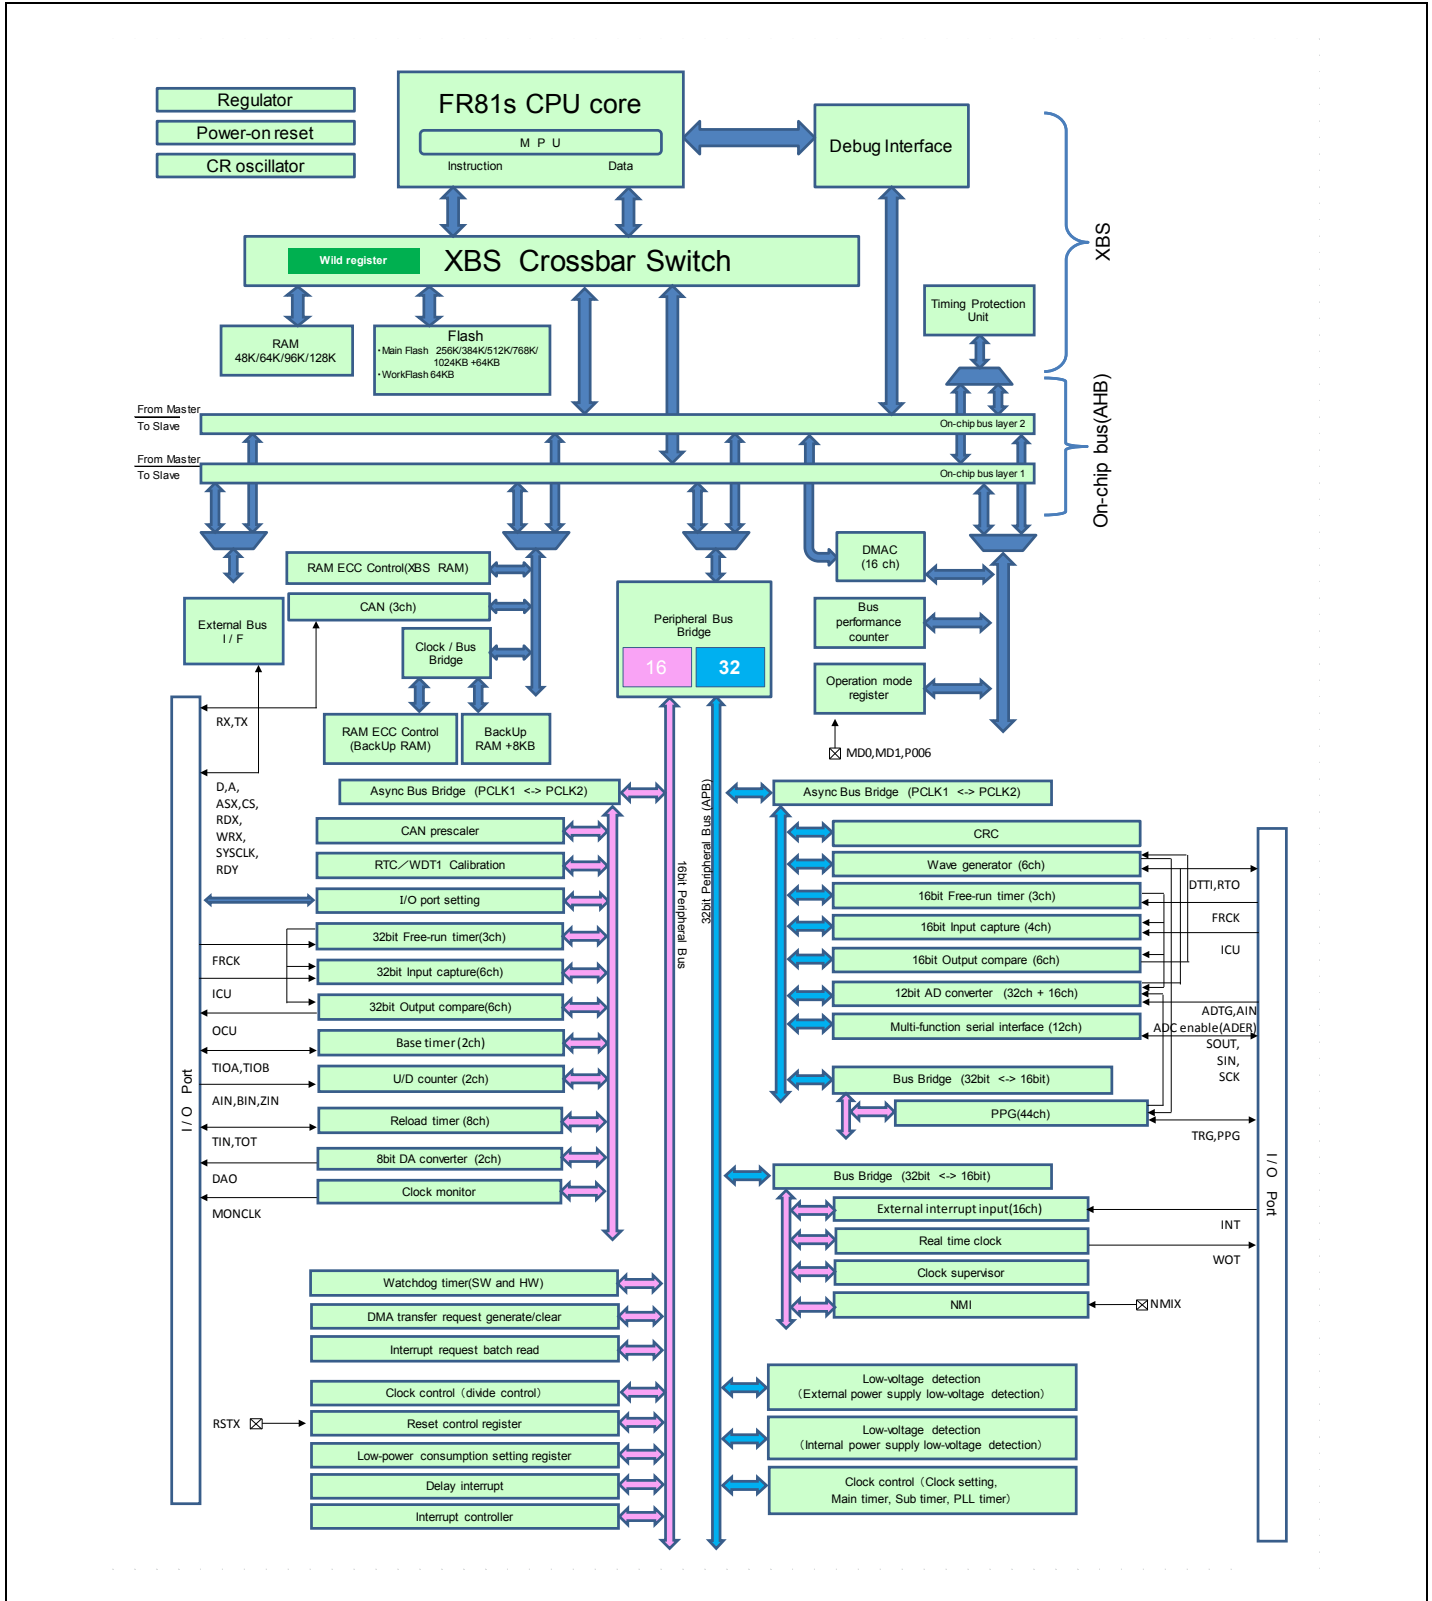 Regulator
Power-on reset
CR oscillator
FR81s CPU core
M P U
Instruction
Data
Debug Interface
XBS
Wild register
XBS Crossbar Switch
Timing Protection
Unit
RAM
48K/64K/96K/128K
Flash
・Main Flash 256K/384K/512K/768K/
1024KB +64KB
・WorkFlash 64KB
On-chip bus(AHB)
From Master
To Slave
On-chip bus layer 2
From Master
To Slave
On-chip bus layer 1
RAM ECC Control(XBS RAM)
CAN (3ch)
External Bus
I / F
Clock / Bus
Bridge
RAM ECC Control
(BackUp RAM)
BackUp
RAM +8KB
Peripheral Bus
Bridge
16
32
DMAC
(16 ch)
Bus
performance
counter
Operation mode
register
MD0,MD1,P006
RX,TX
D,A,
ASX,CS,
RDX,
WRX,
SYSCLK,
RDY
I / O Port
16bit Peripheral Bus
32bit Peripheral Bus (APB)
Async Bus Bridge (PCLK1 <-> PCLK2)
CAN prescaler
RTC／WDT1 Calibration
I/O port setting
32bit Free-run timer(3ch)
FRCK
32bit Input capture(6ch)
ICU
32bit Output compare(6ch)
OCU
Base timer (2ch)
TIOA,TIOB
U/D counter (2ch)
AIN,BIN,ZIN
Reload timer (8ch)
TIN,TOT
8bit DA converter (2ch)
DAO
Clock monitor
MONCLK
Watchdog timer(SW and HW)
DMA transfer request generate/clear
Interrupt request batch read
Clock control（divide control）
RSTX
Reset control register
Low-power consumption setting register
Delay interrupt
Interrupt controller
Async Bus Bridge (PCLK1 <-> PCLK2)
CRC
Wave generator (6ch)
DTTI,RTO
16bit Free-run timer (3ch)
FRCK
16bit Input capture (4ch)
ICU
16bit Output compare (6ch)
12bit AD converter (32ch + 16ch)
ADTG,AIN
ADC enable(ADER)
Multi-function serial interface (12ch)
SOUT,
SIN,
SCK
Bus Bridge (32bit <-> 16bit)
PPG(44ch)
TRG,PPG
Bus Bridge (32bit <-> 16bit)
External interrupt input(16ch)
INT
Real time clock
WOT
Clock supervisor
NMI
NMIX
I / O Port
Low-voltage detection
（External power supply low-voltage detection）
Low-voltage detection
（Internal power supply low-voltage detection）
Clock control（Clock setting,
Main timer, Sub timer, PLL timer）